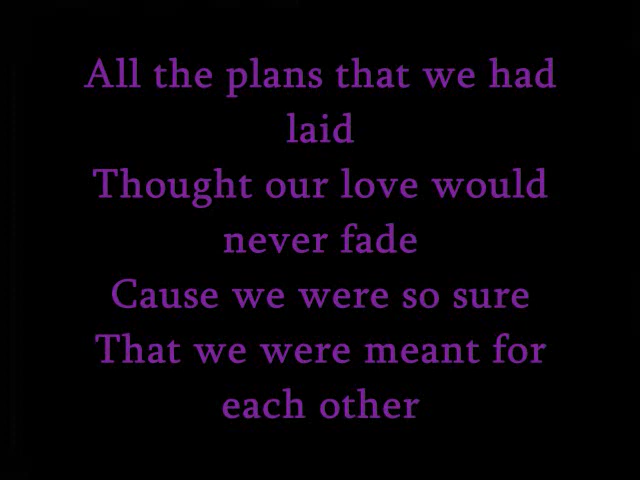 All the plans that we had
laid
Thought our love would
never fade
Cause we were so sure
That we were meant for
each other